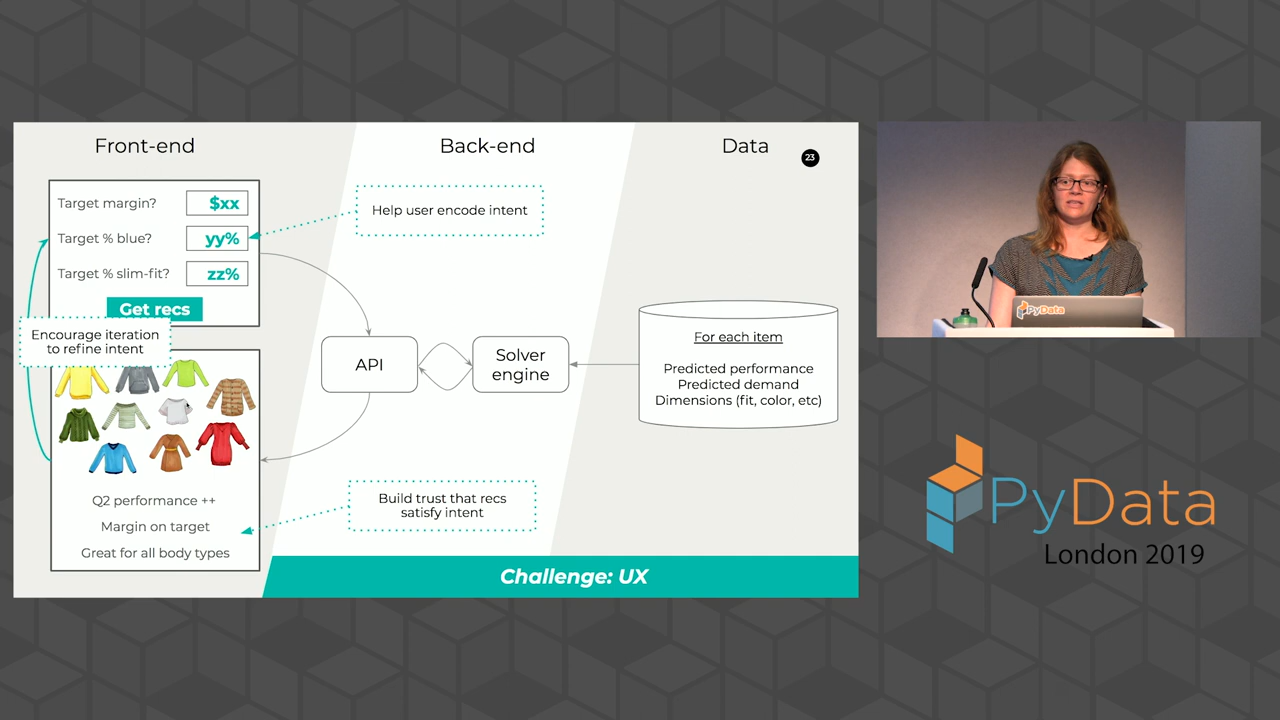 Front-end
Back-end
Data
23
Target margin?
$xx
Target % blue?
yy%
Target % slim-fit?
zz%
Get recs
Help user encode intent
Encourage iteration
to refine intent
API
Solver
engine
For each item
Predicted performance
Predicted demand
Dimensions (fit, color, etc)
Q2 performance ++
Margin on target
Great for all body types
Build trust that recs
satisfy intent
Challenge: UX
PyData
PyData
London 2019